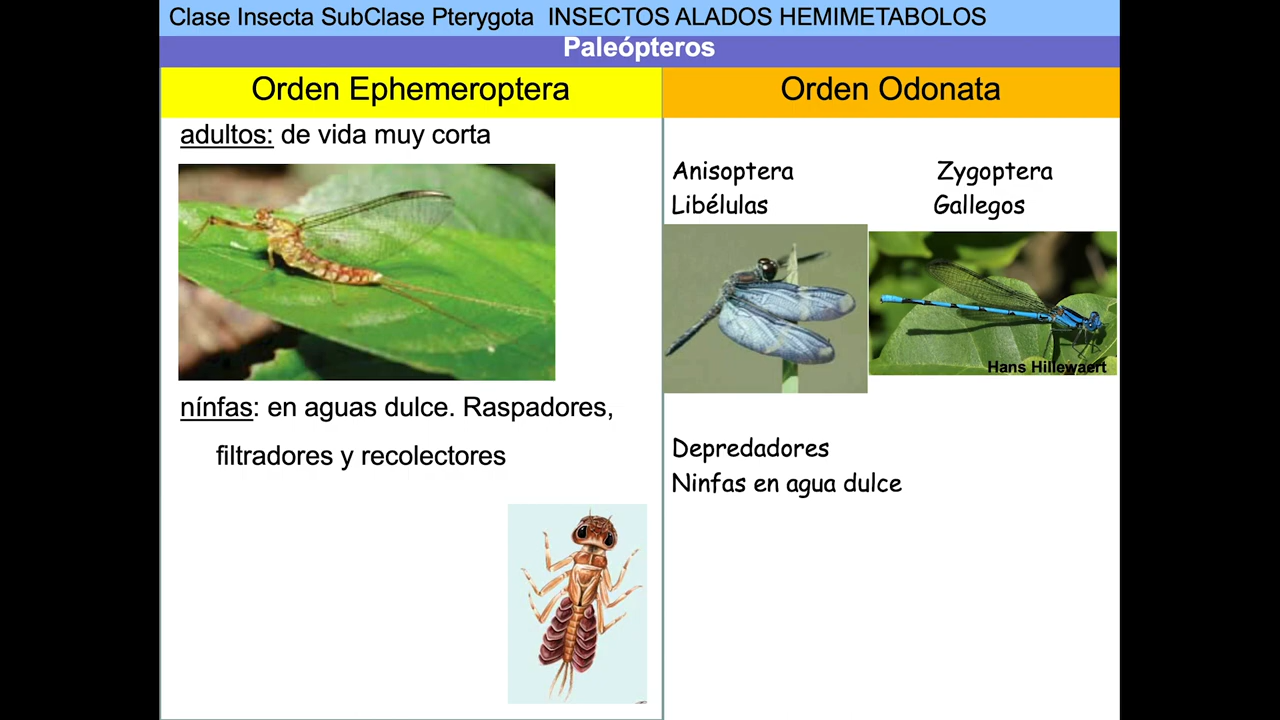 Clase Insecta SubClase Pterygota INSECTOS ALADOS HEMIMETABOLOS
Paleópteros
Orden Ephemeroptera
Orden Odonata
adultos: de vida muy corta
nínfas: en aguas dulce. Raspadores,
filtradores y recolectores
Anisoptera
Zygoptera
Libélulas
Gallegos
Hans Hillewaert
Depredadores
Ninfas en agua dulce